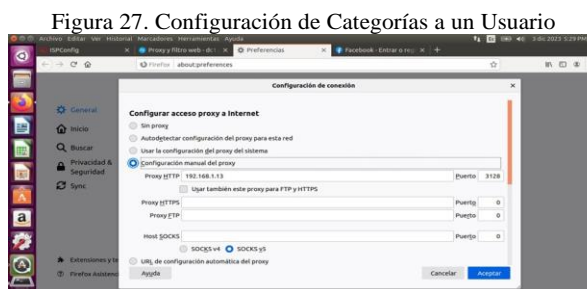 Figura 27. Configuración de Categorías a un Usuario
Archivo Editar Ver Historial Marcadores Herramientas Ayuda
3 dic 2023 5:23 PM
ISPConfig
Proxy y filtro web - dc1
Preferencias
Facebook - Entrar o reg
Firefox about:preferences
Configuración de conexión
General
Inicio
Buscar
Privacidad &
Seguridad
Sync
Extensiones y te
Firefox Asistenc
Configurar acceso proxy a Internet
Sin proxy
Autodetectar configuración del proxy para esta red
Usar la configuración del proxy del sistema
Configuración manual del proxy
Proxy HTTP 192.168.1.13 Puerto 3128
Usar también este proxy para FTP y HTTPS
Proxy HTTPS Puerto 0
Proxy FTP Puerto 0
Host SOCKS Puerto 0
SOCKS v4 SOCKS v5
URL de configuración automática del proxy
Ayuda Cancelar Aceptar